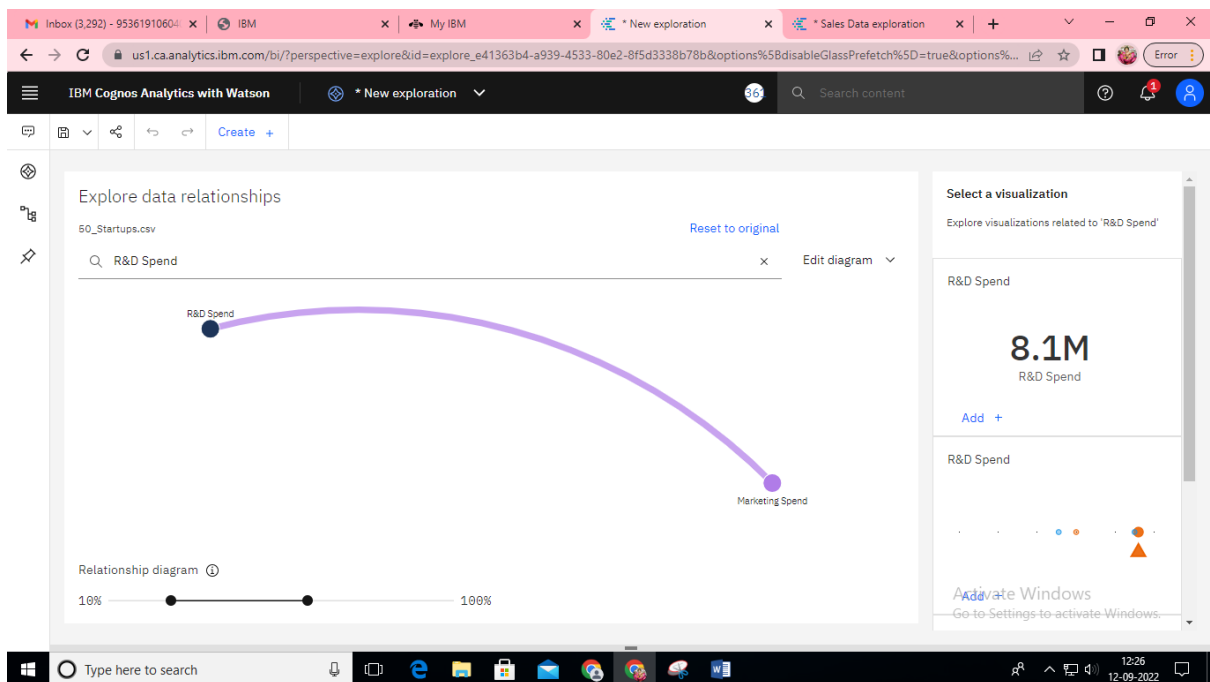 Inbox (3,292) - 9536191060
IBM
My IBM
* New exploration
* Sales Data exploration
us1.ca.analytics.ibm.com/bi/?perspective=explore&id=explore_e41363b4-a939-4533-80e2-8f5d3338b78b&options%5BdisableGlassPrefetch%5D=true&options%...
Error
IBM Cognos Analytics with Watson
* New exploration
Search content
1
Create +
Explore data relationships
50_Startups.csv
Reset to original
R&D Spend
Edit diagram
R&D Spend
Marketing Spend
Relationship diagram
10%
100%
Select a visualization
Explore visualizations related to 'R&D Spend'
R&D Spend
8.1M
R&D Spend
Add +
R&D Spend
Add +
Activate Windows
Go to Settings to activate Windows.
Type here to search
12:26
12-09-2022